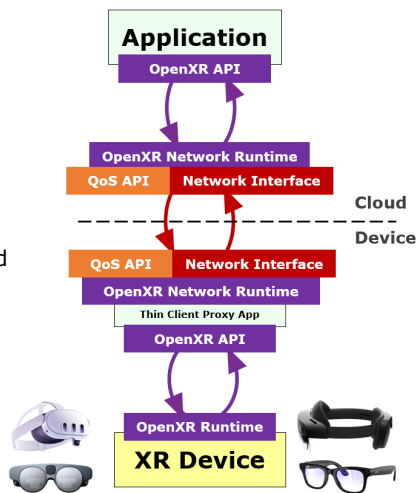 Application
OpenXR API
OpenXR Network Runtime
QoS API Network Interface
Cloud
Device
d
QoS API Network Interface
OpenXR Network Runtime
Thin Client Proxy App
OpenXR API
OpenXR Runtime
XR Device